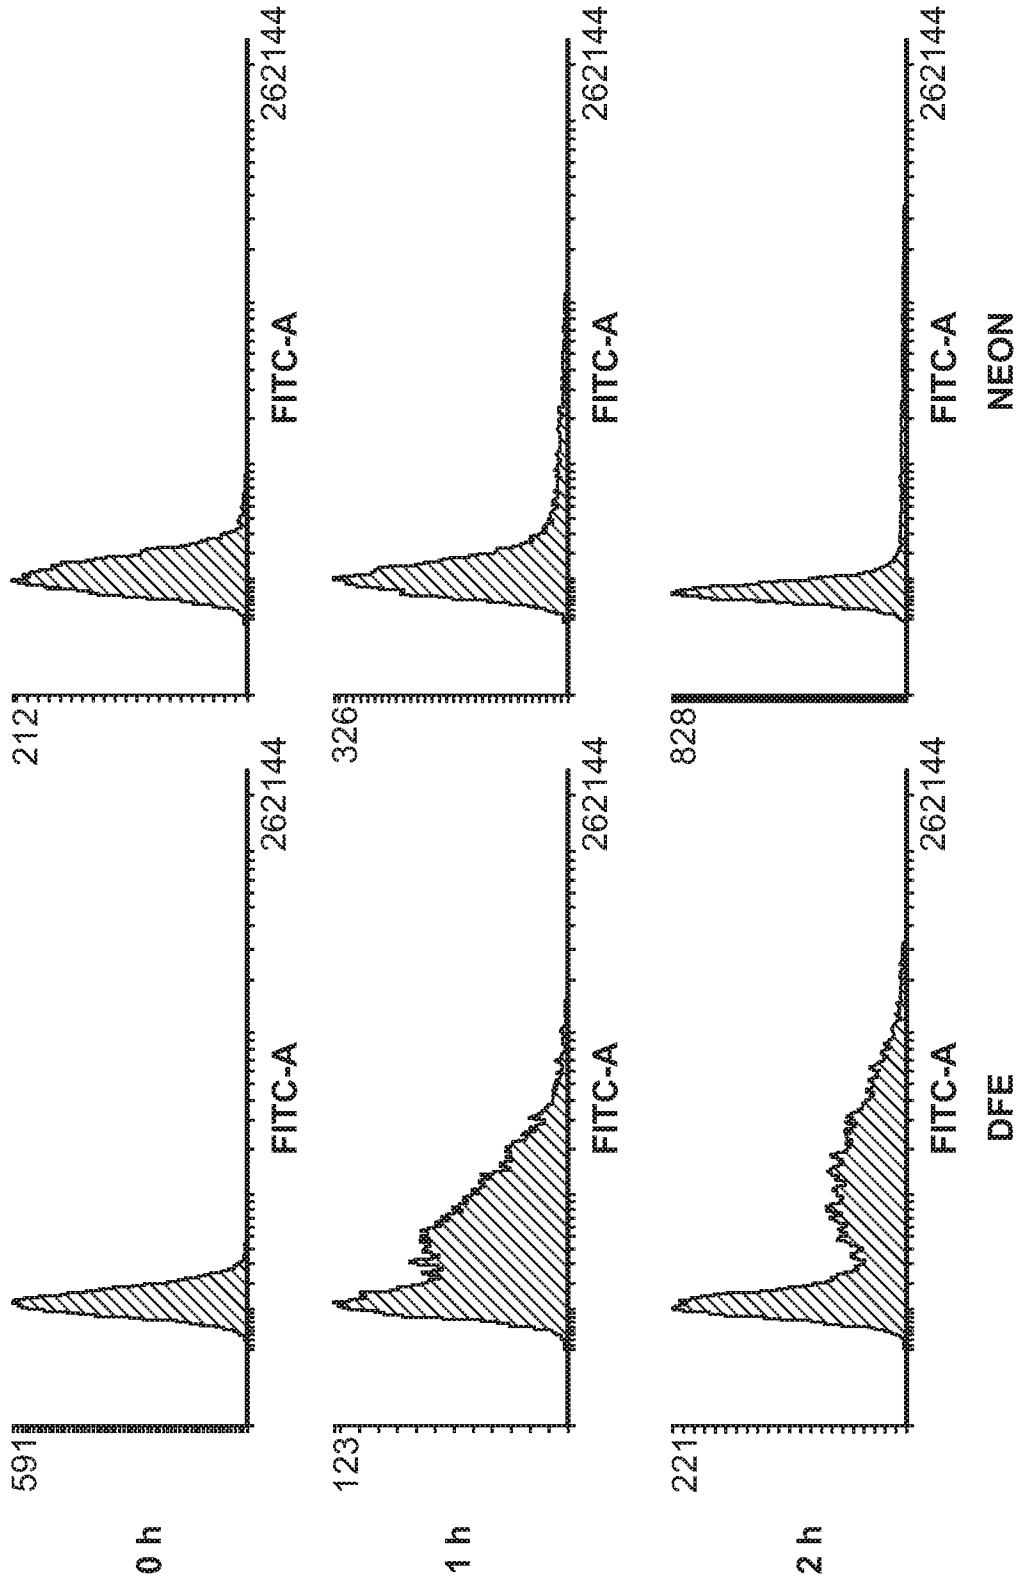 0 h
591
262144
FITC-A
212
262144
FITC-A
1 h
123
262144
FITC-A
326
262144
FITC-A
2 h
221
262144
FITC-A
828
262144
FITC-A
DFE
NEON